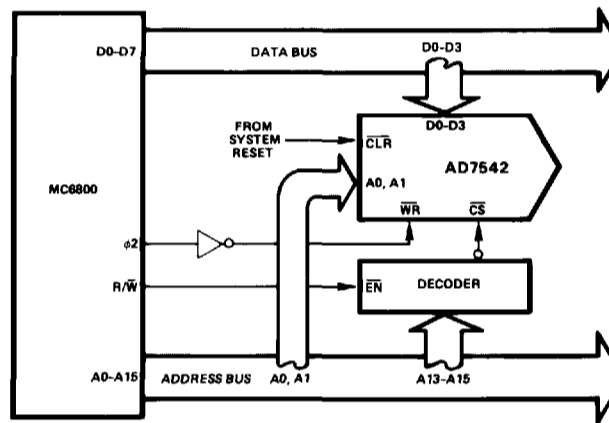 D0–D7
DATA BUS
D0–D3
D0–D3
FROM
SYSTEM
RESET
CLR
AD7542
MC6800
A0, A1
WR
CS
ϕ2
DECODER
R/W
EN
A0–A15
ADDRESS BUS
A0, A1
A13–A15